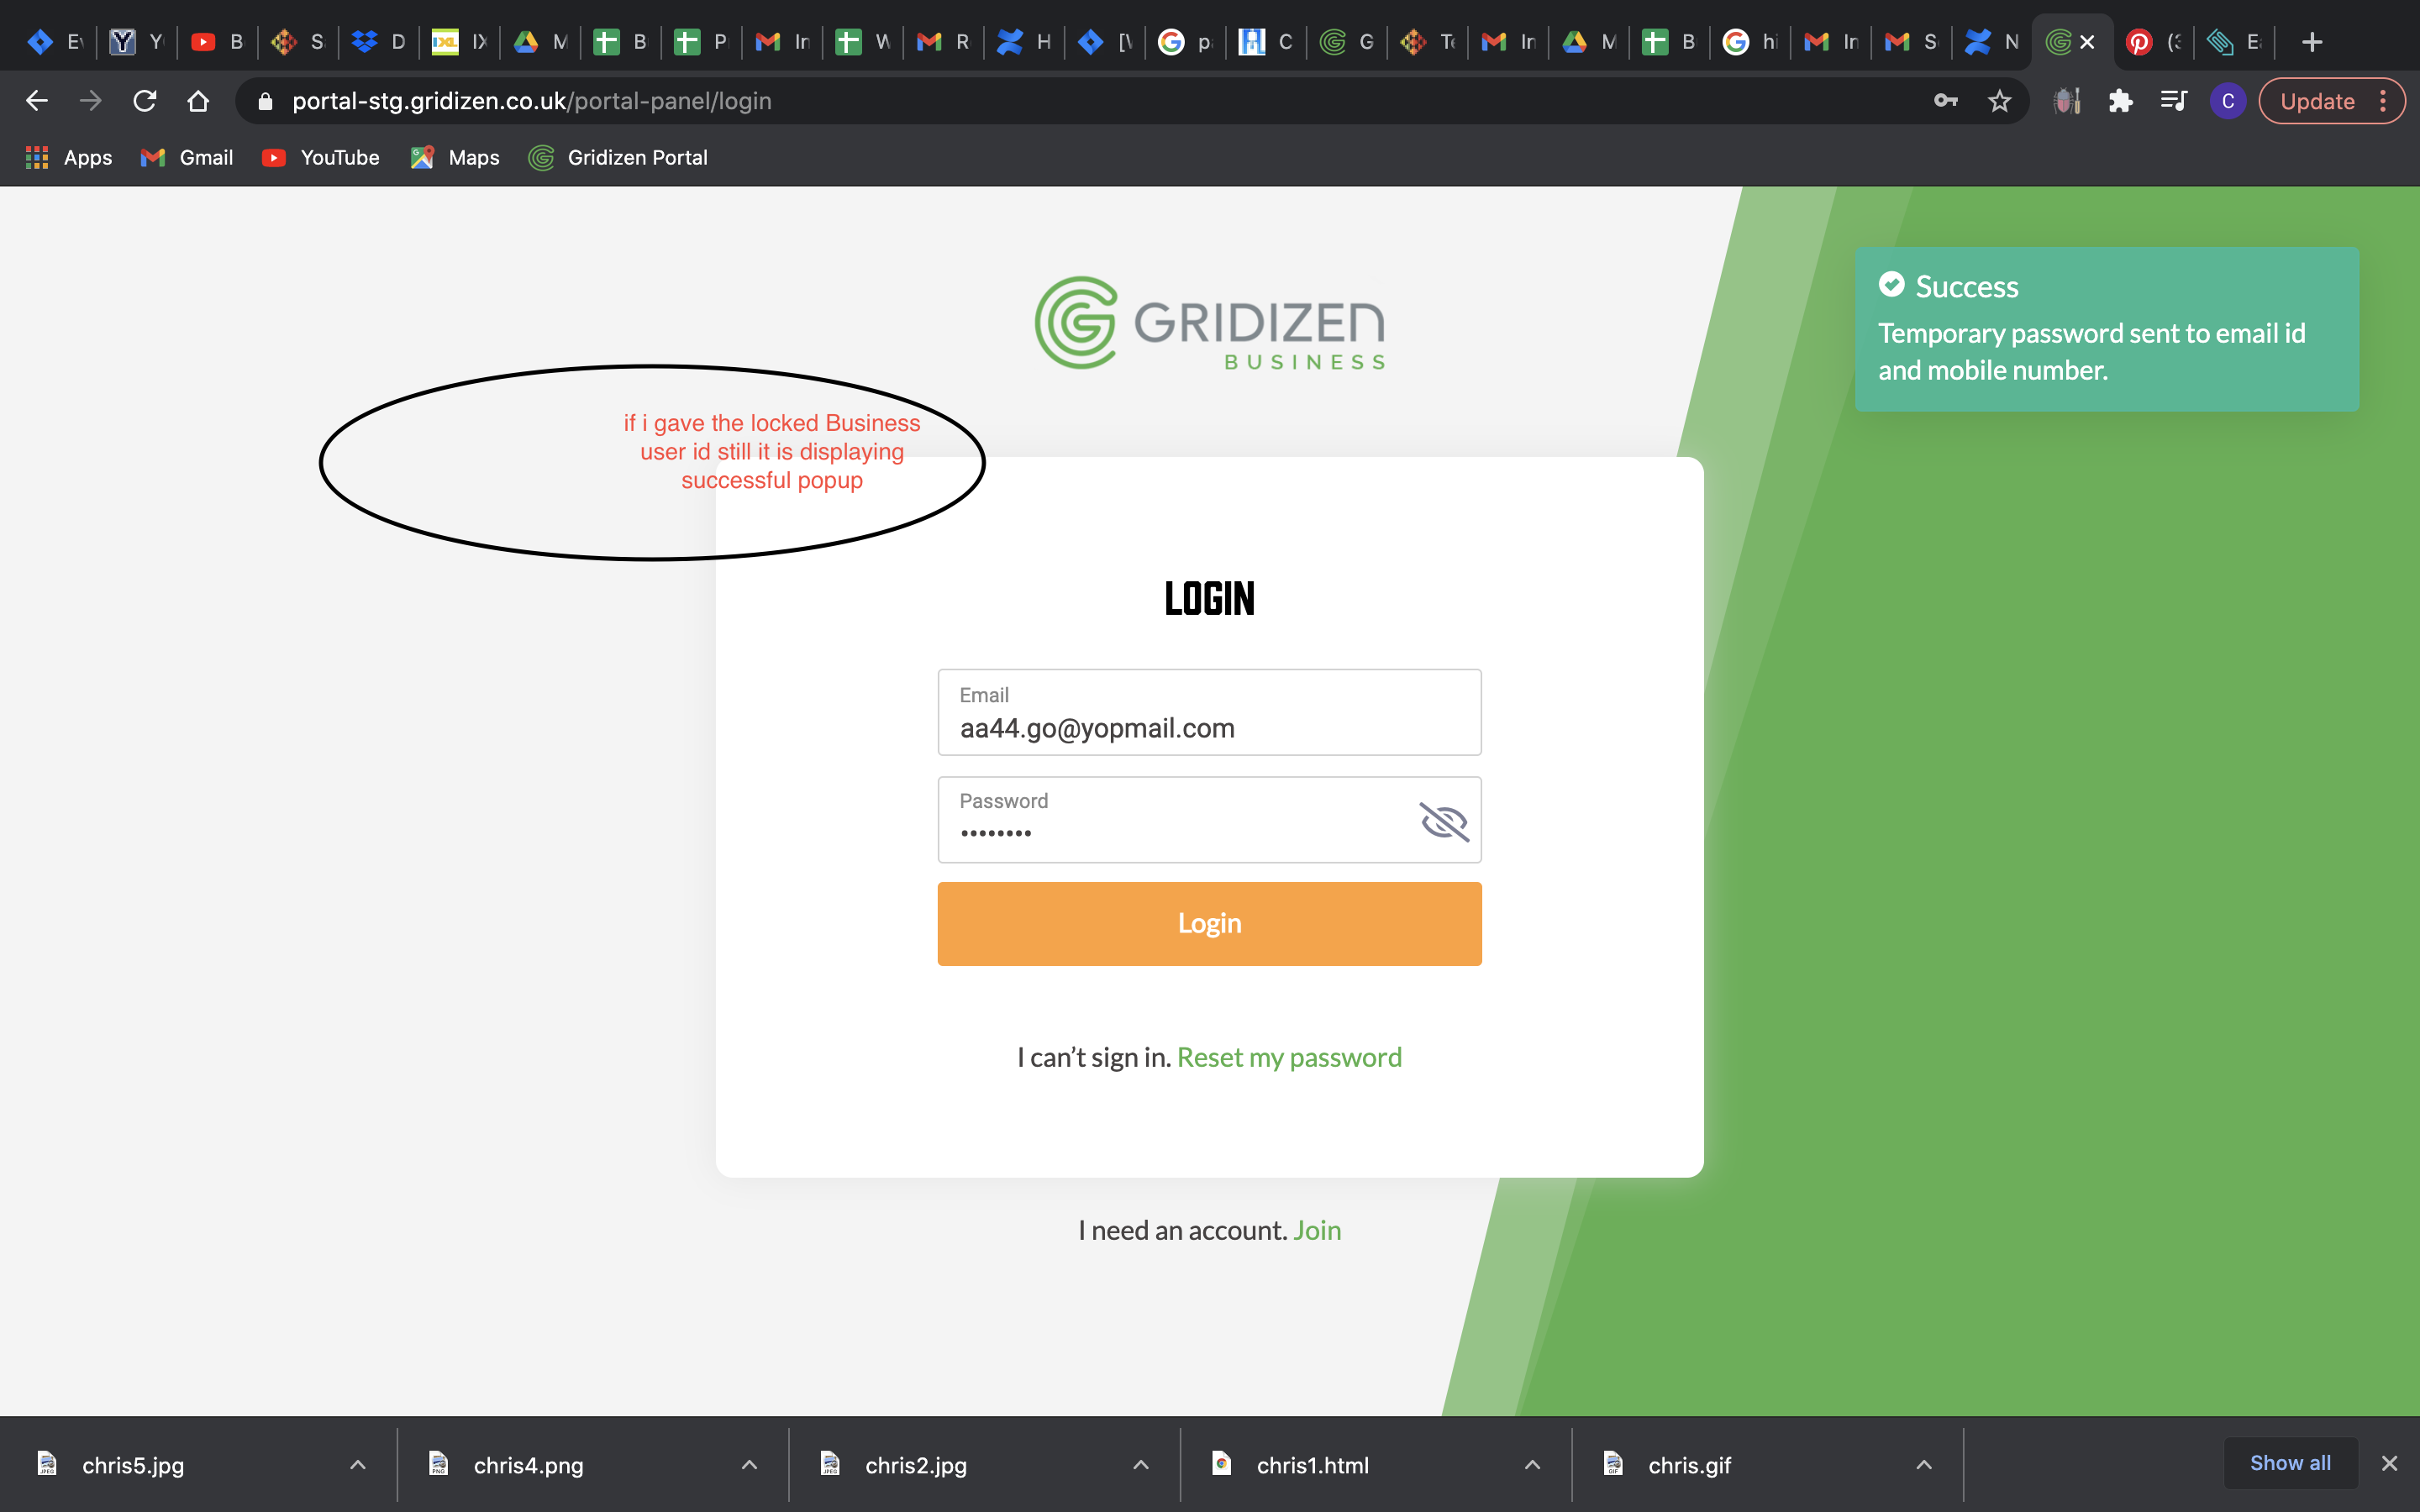 Ev Y B S D IX M B P In W R H [W p C G Te In M B hi In S N (3 E
portal-stg.gridizen.co.uk/portal-panel/login
C
Update
Apps
Gmail
YouTube
Maps
Gridizen Portal
GRIDIZEN
BUSINESS
Success
Temporary password sent to email id
and mobile number.
if i gave the locked Business
user id still it is displaying
successful popup
LOGIN
Email
aa44.go@yopmail.com
Password
••••••••
Login
I can’t sign in. Reset my password
I need an account. Join
chris5.jpg
chris4.png
chris2.jpg
chris1.html
chris.gif
Show all